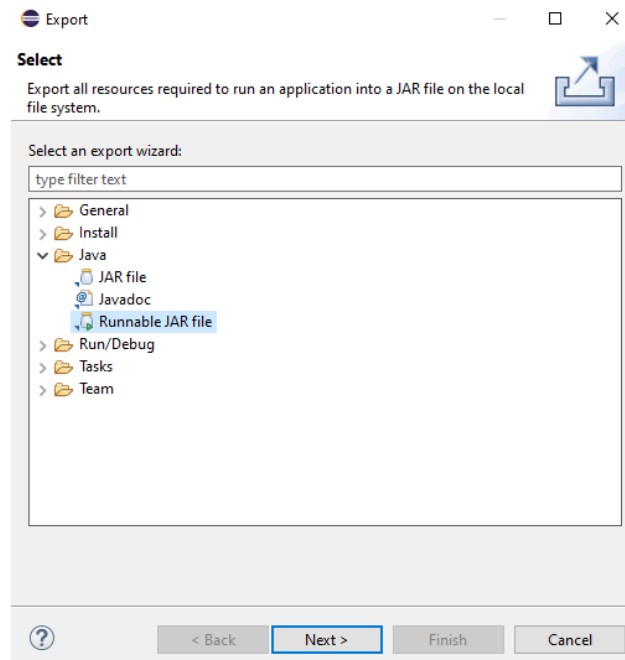 Export
Select
Export all resources required to run an application into a JAR file on the local
file system.
Select an export wizard:
type filter text
General
Install
Java
JAR file
Javadoc
Runnable JAR file
Run/Debug
Tasks
Team
< Back Next > Finish Cancel